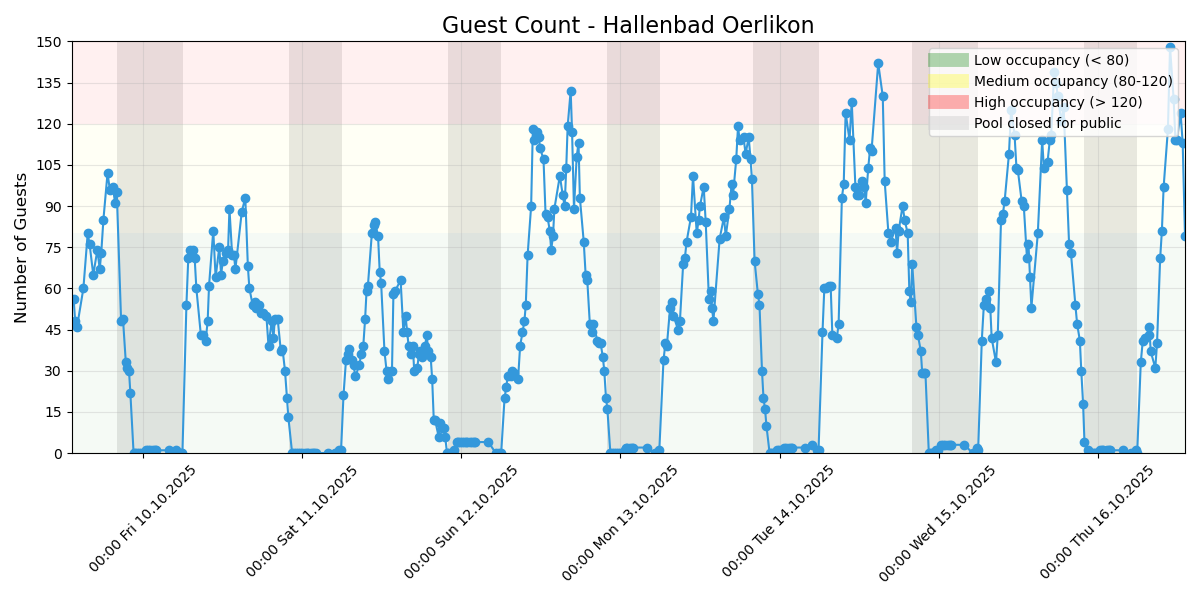 Guest Count - Hallenbad Oerlikon
Number of Guests
150
135
120
105
90
75
60
45
30
15
0
Low occupancy (< 80)
Medium occupancy (80-120)
High occupancy (> 120)
Pool closed for public
00:00 Fri 10.10.2025
00:00 Sat 11.10.2025
00:00 Sun 12.10.2025
00:00 Mon 13.10.2025
00:00 Tue 14.10.2025
00:00 Wed 15.10.2025
00:00 Thu 16.10.2025